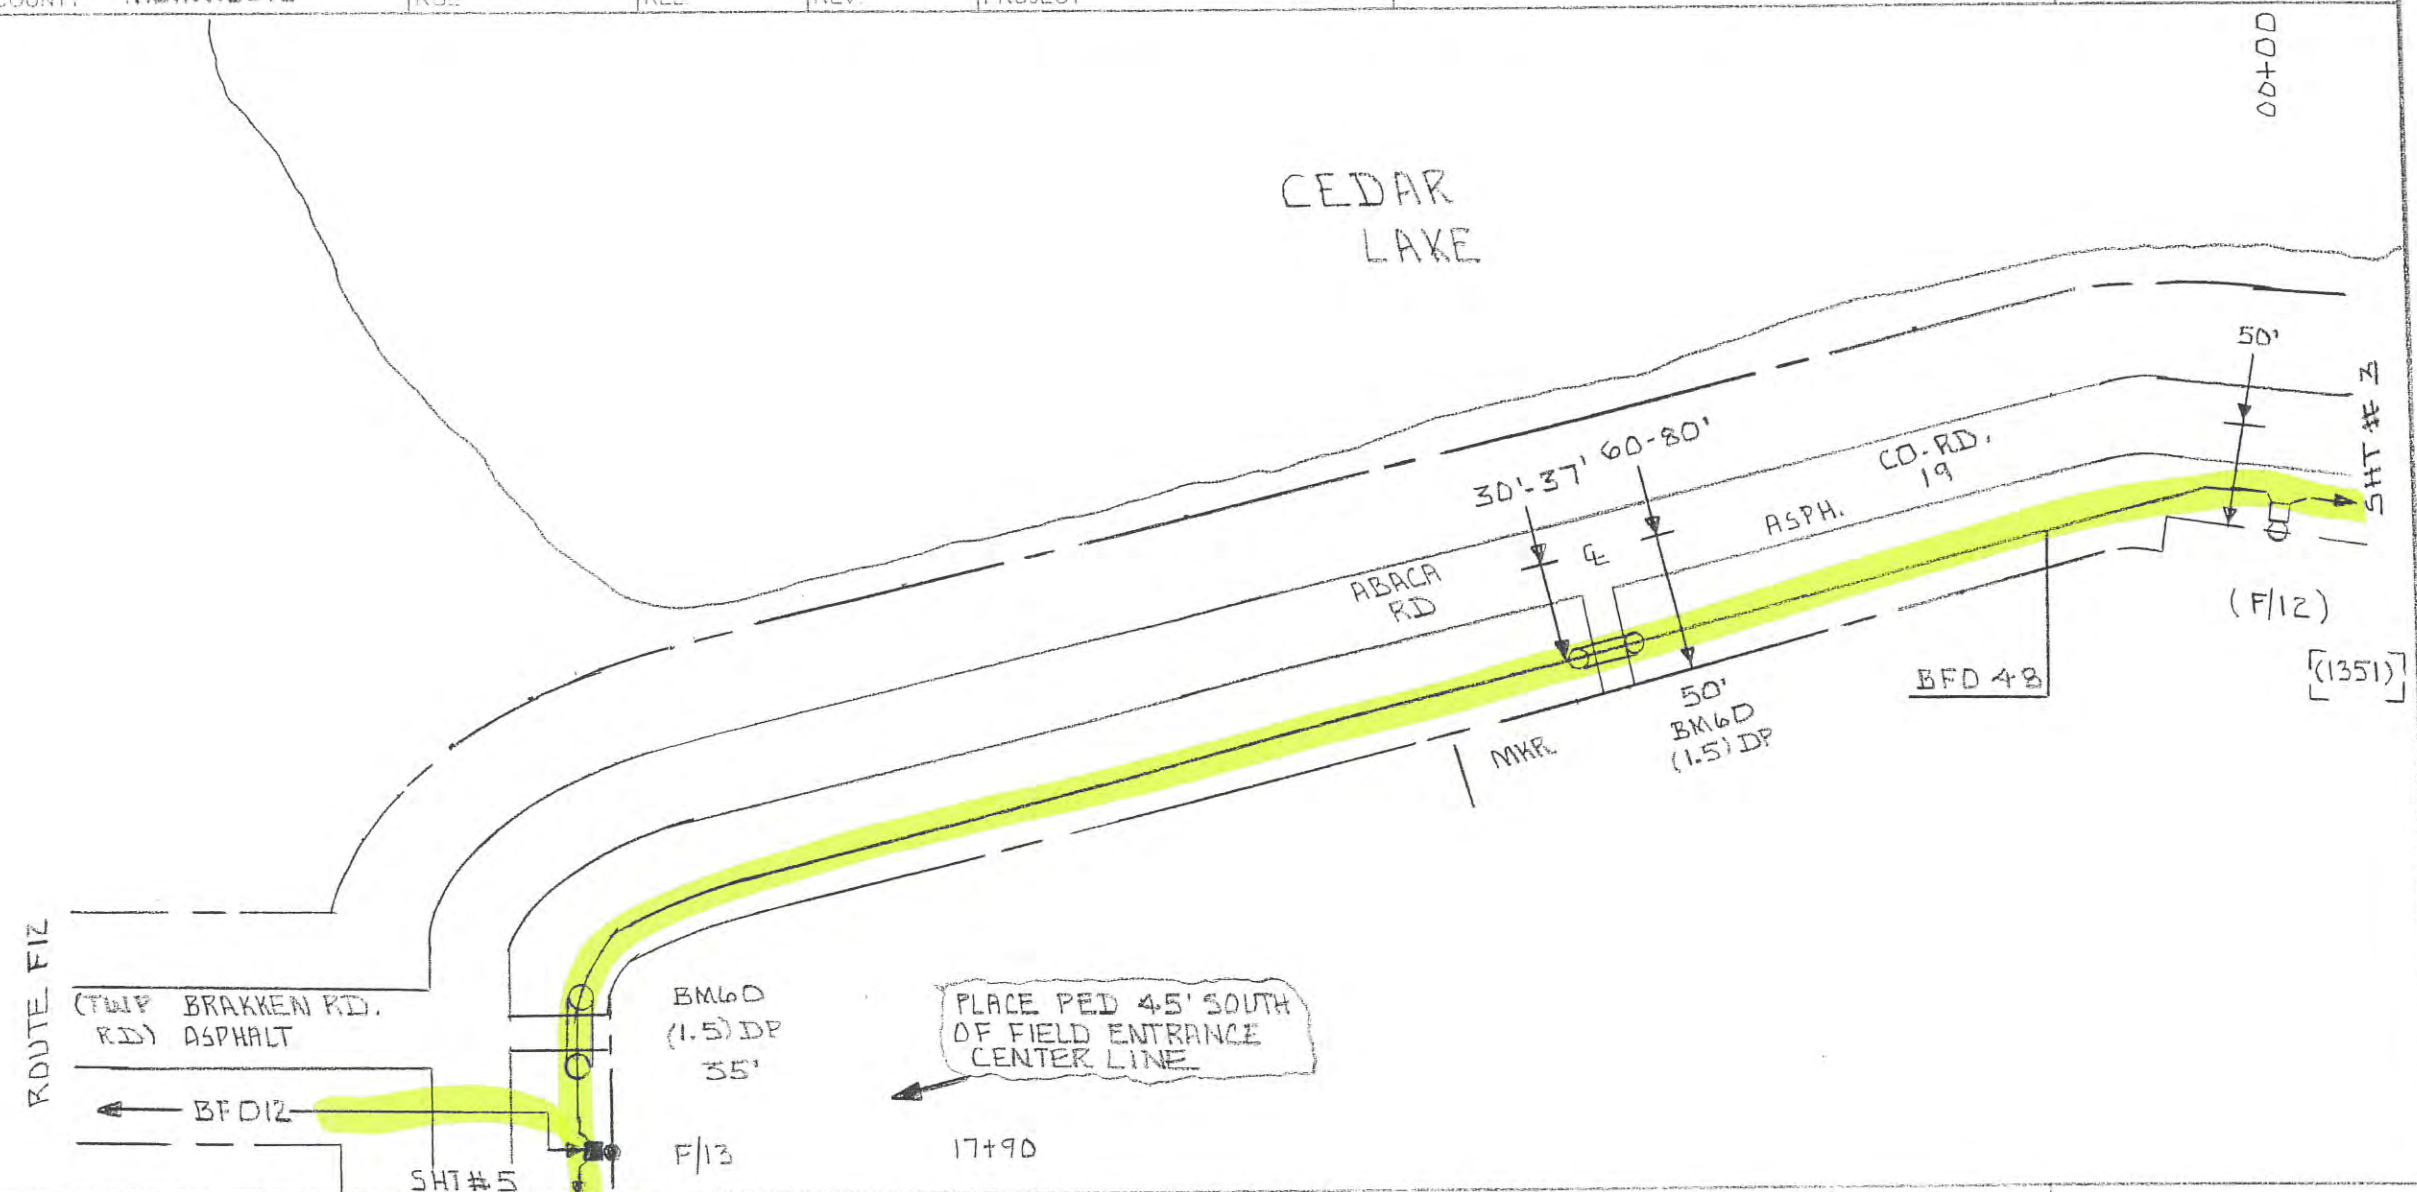 COUNTY
PROJECT
00+00
CEDAR
LAKE
50'
SHT # 3
60-80'
30'-37'
CO. RD.
19
ASPH.
℄
ABACA
RD
(F/12)
[(1351)]
BFD 48
50'
BM6D
(1.5) DP
MKR
ROUTE F12
(TWP BRAKKEN RD.
RD) ASPHALT
BM6D
(1.5) DP
35'
PLACE PED 45' SOUTH
OF FIELD ENTRANCE
CENTER LINE
BFD12
F/13
17+90
SHT #5